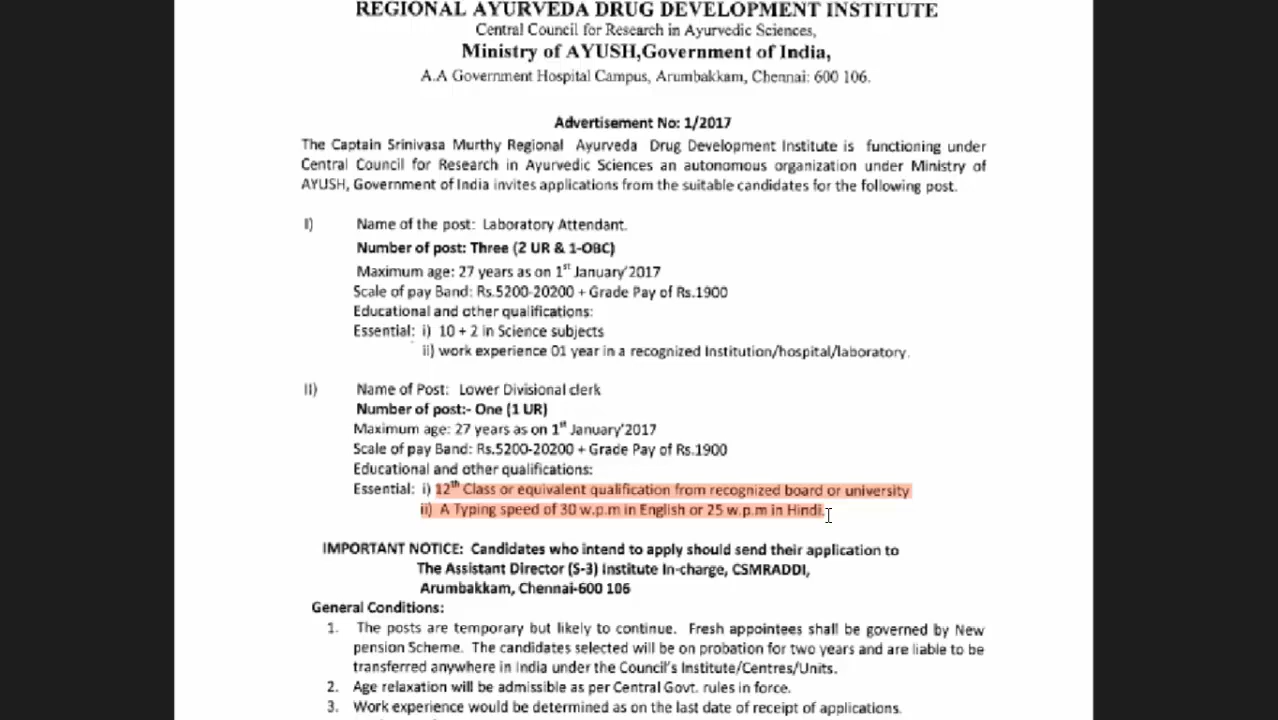 REGIONAL AYURVEDA DRUG DEVELOPMENT INSTITUTE
Central Council for Research in Ayurvedic Sciences,
Ministry of AYUSH,Government of India,
A.A Government Hospital Campus, Arumbakkam, Chennai: 600 106.
Advertisement No: 1/2017
The Captain Srinivasa Murthy Regional Ayurveda Drug Development Institute is functioning under
Central Council for Research in Ayurvedic Sciences an autonomous organization under Ministry of
AYUSH, Government of India invites applications from the suitable candidates for the following post.
I) Name of the post: Laboratory Attendant.
Number of post: Three (2 UR & 1-OBC)
Maximum age: 27 years as on 1st January'2017
Scale of pay Band: Rs.5200-20200 + Grade Pay of Rs.1900
Educational and other qualifications:
Essential: i) 10 + 2 in Science subjects
ii) work experience 01 year in a recognized Institution/hospital/laboratory.
II) Name of Post: Lower Divisional clerk
Number of post:- One (1 UR)
Maximum age: 27 years as on 1st January'2017
Scale of pay Band: Rs.5200-20200 + Grade Pay of Rs.1900
Educational and other qualifications:
Essential: i) 12th Class or equivalent qualification from recognized board or university
ii) A Typing speed of 30 w.p.m in English or 25 w.p.m in Hindi.
IMPORTANT NOTICE: Candidates who intend to apply should send their application to
The Assistant Director (S-3) Institute In-charge, CSMRADDI,
Arumbakkam, Chennai-600 106
General Conditions:
1. The posts are temporary but likely to continue. Fresh appointees shall be governed by New
pension Scheme. The candidates selected will be on probation for two years and are liable to be
transferred anywhere in India under the Council's Institute/Centres/Units.
2. Age relaxation will be admissible as per Central Govt. rules in force.
3. Work experience would be determined as on the last date of receipt of applications.